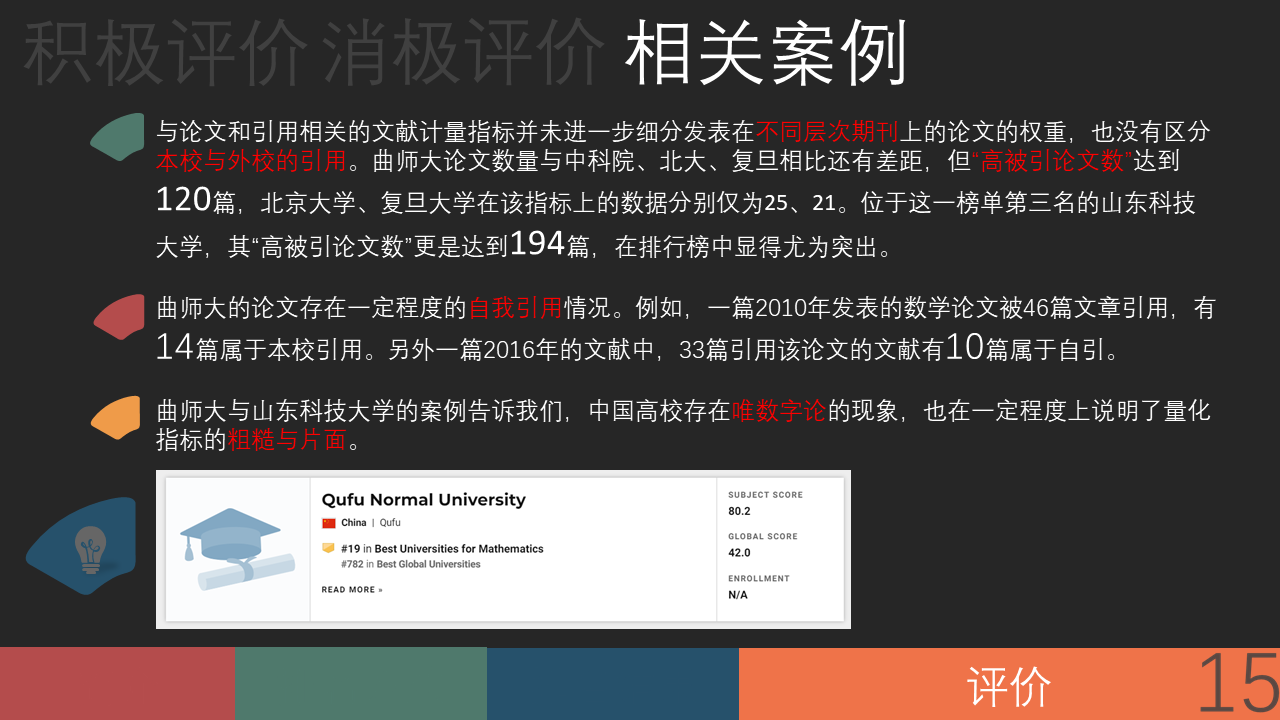 积极评价 消极评价 相关案例
与论文和引用相关的文献计量指标并未进一步细分发表在不同层次期刊上的论文的权重，也没有区分
本校与外校的引用。曲师大论文数量与中科院、北大、复旦相比还有差距，但“高被引论文数”达到
120篇，北京大学、复旦大学在该指标上的数据分别仅为25、21。位于这一榜单第三名的山东科技
大学，其“高被引论文数”更是达到194篇，在排行榜中显得尤为突出。
曲师大的论文存在一定程度的自我引用情况。例如，一篇2010年发表的数学论文被46篇文章引用，有
14篇属于本校引用。另外一篇2016年的文献中，33篇引用该论文的文献有10篇属于自引。
曲师大与山东科技大学的案例告诉我们，中国高校存在唯数字论的现象，也在一定程度上说明了量化
指标的粗糙与片面。
Qufu Normal University
China | Qufu
#19 in Best Universities for Mathematics
#782 in Best Global Universities
READ MORE »
SUBJECT SCORE
80.2
GLOBAL SCORE
42.0
ENROLLMENT
N/A
评价
15